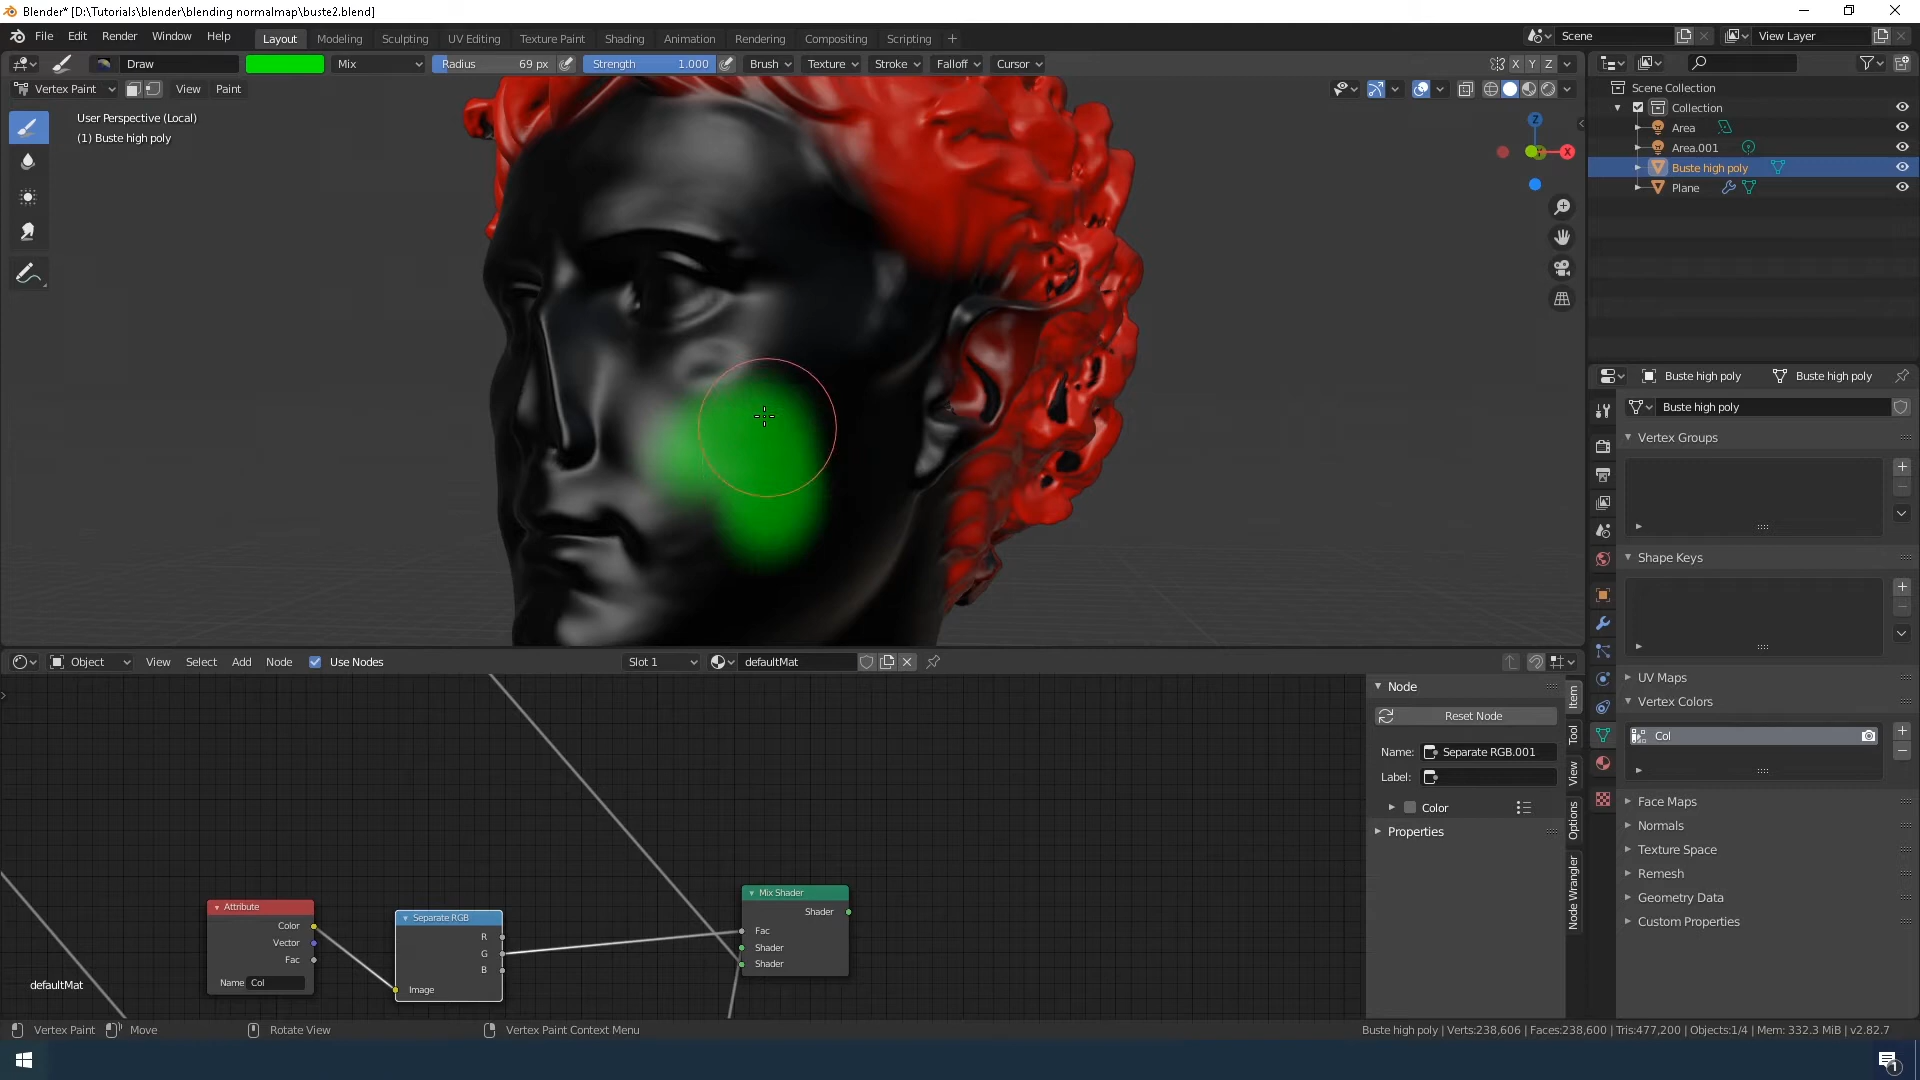 Blender* [D:\Tutorials\blender\blending normalmap\buste2.blend]
File Edit Render Window Help Layout Modeling Sculpting UV Editing Texture Paint Shading Animation Rendering Compositing Scripting + Scene View Layer
Draw Mix Radius 69 px Strength 1.000 Brush Texture Stroke Falloff Cursor X Y Z
Vertex Paint View Paint
User Perspective (Local)
(1) Buste high poly
Z
X
Scene Collection
Collection
Area
Area.001
Buste high poly
Plane
Buste high poly Buste high poly
Buste high poly
Vertex Groups
Shape Keys
UV Maps
Vertex Colors
Col
Face Maps
Normals
Texture Space
Remesh
Geometry Data
Custom Properties
Object View Select Add Node Use Nodes Slot 1 defaultMat
Node
Reset Node
Name: Separate RGB.001
Label:
Color
Properties
Item
Tool
View
Options
Node Wrangler
Attribute
Color
Vector
Fac
Name Col
Separate RGB
R
G
B
Image
Mix Shader
Shader
Fac
Shader
Shader
defaultMat
Vertex Paint Move Rotate View Vertex Paint Context Menu Buste high poly | Verts:238,606 | Faces:238,600 | Tris:477,200 | Objects:1/4 | Mem: 332.3 MiB | v2.82.7
1